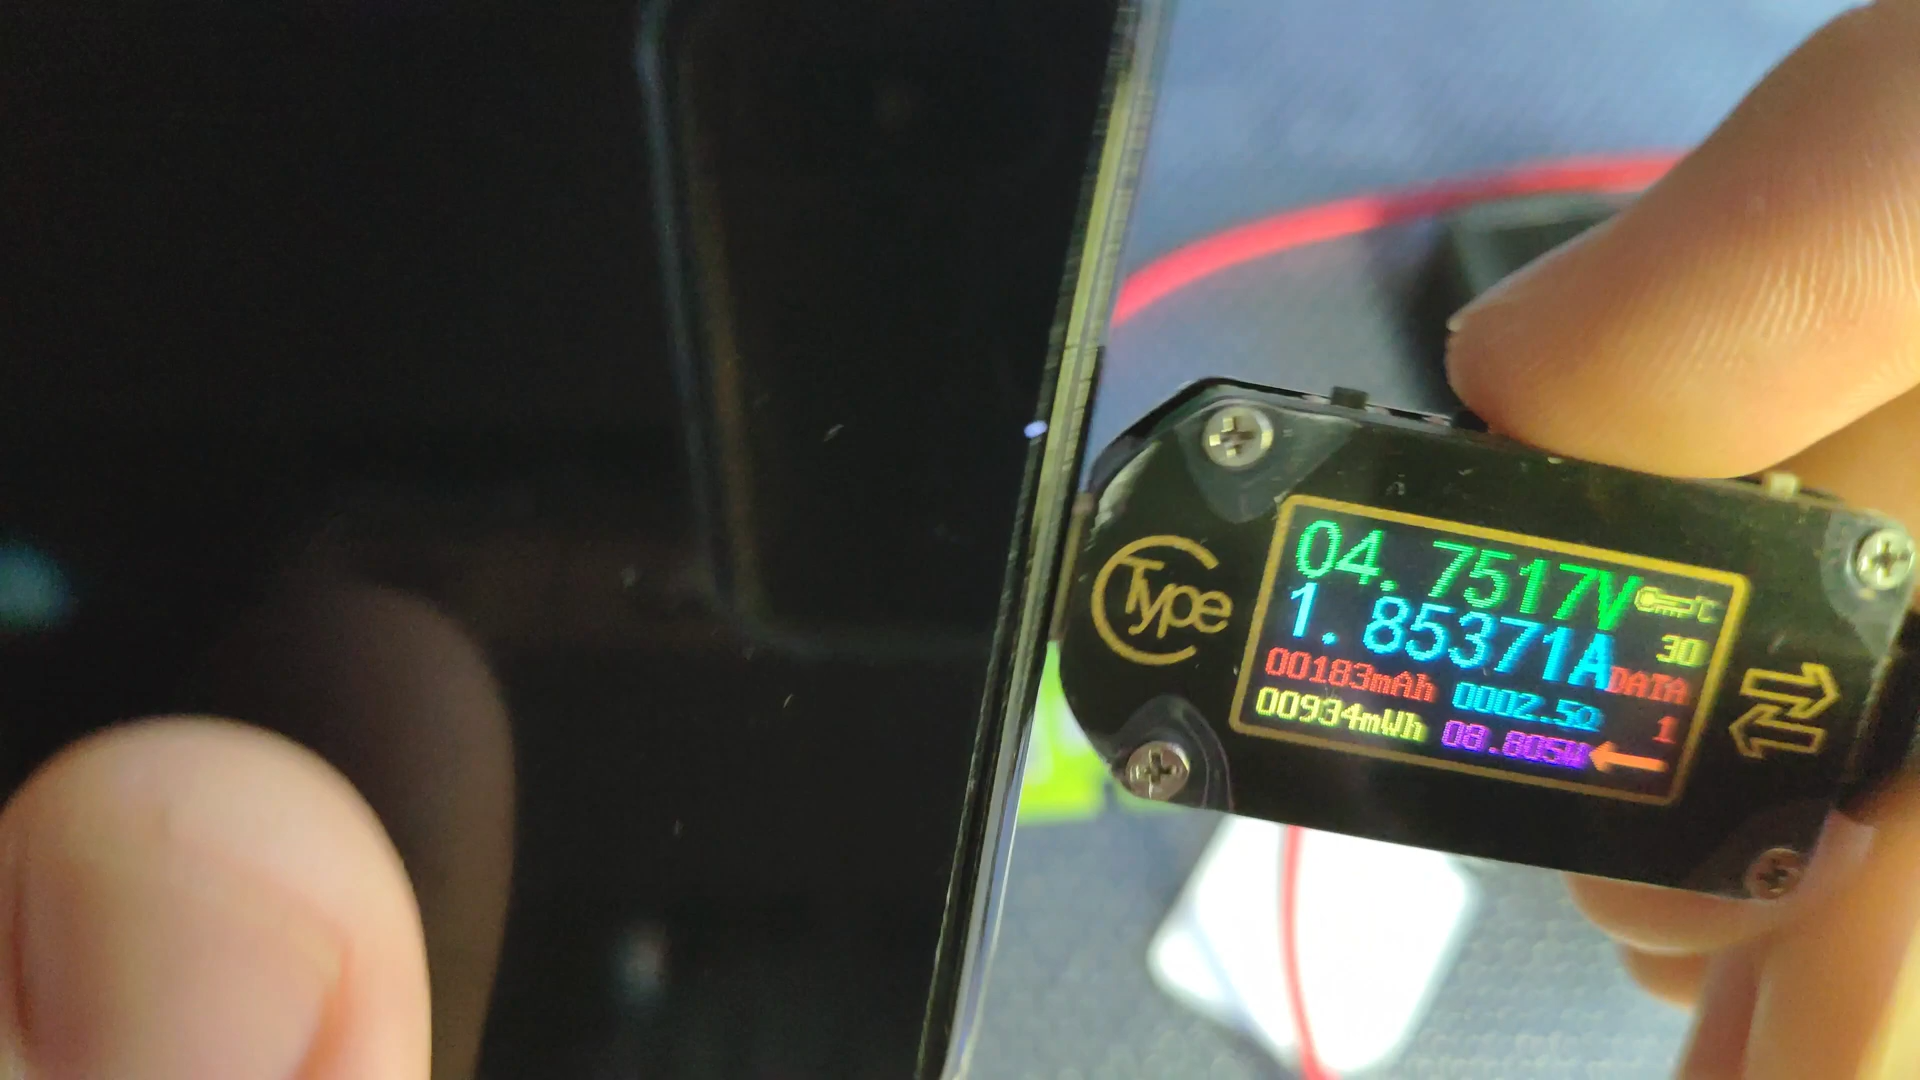 Type C
04.7517V
℃
1.85371A
30
00183mAh
0002.5Ω
DATA
1
00934mWh
08.805W